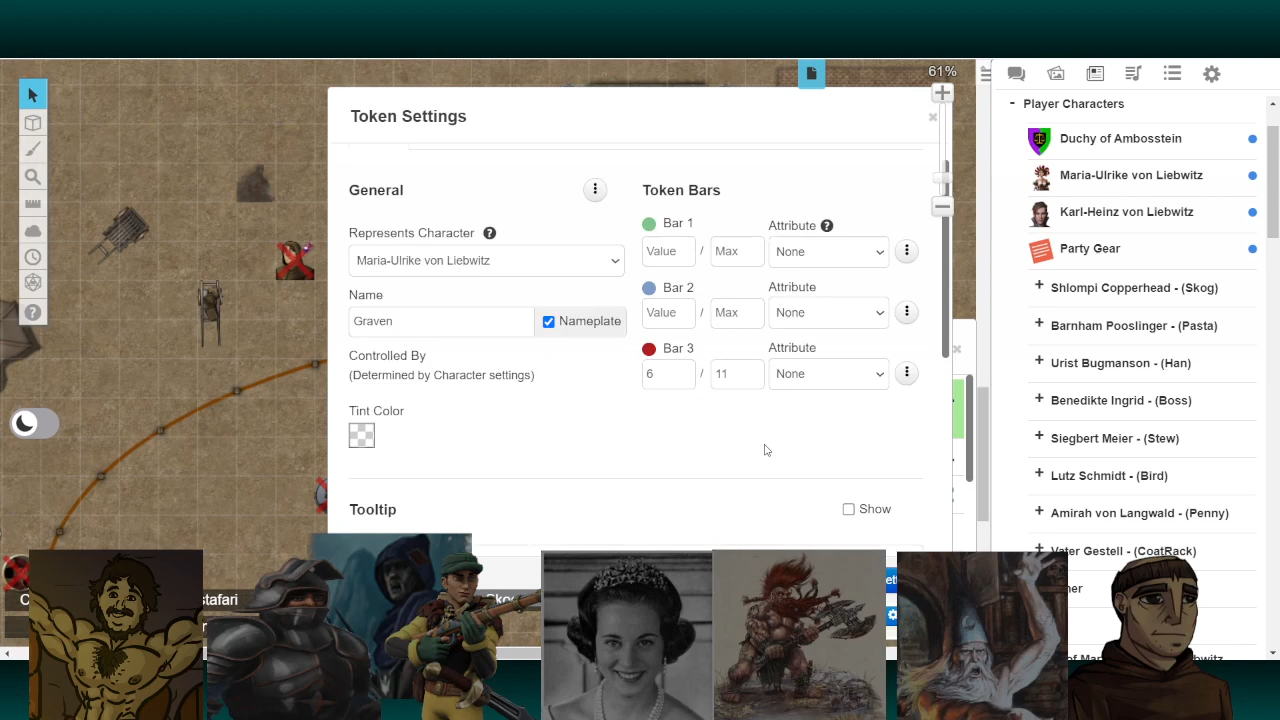 61%
Token Settings
General
Represents Character
Maria-Ulrike von Liebwitz
Name
Graven
Nameplate
Controlled By
(Determined by Character settings)
Tint Color
Token Bars
Bar 1
Attribute
Value / Max
None
Bar 2
Attribute
Value / Max
None
Bar 3
Attribute
6 / 11
None
Tooltip
Show
Player Characters
Duchy of Ambosstein
Maria-Ulrike von Liebwitz
Karl-Heinz von Liebwitz
Party Gear
Shlompi Copperhead - (Skog)
Barnham Pooslinger - (Pasta)
Urist Bugmanson - (Han)
Benedikte Ingrid - (Boss)
Siegbert Meier - (Stew)
Lutz Schmidt - (Bird)
Amirah von Langwald - (Penny)
Vater Gestell - (CoatRack)
stafari